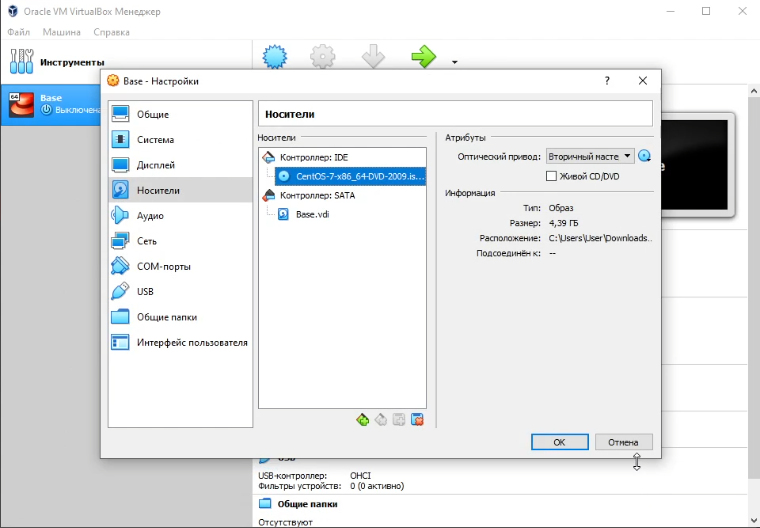 Oracle VM VirtualBox Менеджер
Файл Машина Справка
Инструменты
64
Base
Выключена
Base - Настройки
?
Общие
Система
Дисплей
Носители
Аудио
Сеть
COM-порты
USB
Общие папки
Интерфейс пользователя
Носители
Носители
Контроллер: IDE
CentOS-7-x86_64-DVD-2009.is...
Контроллер: SATA
Base.vdi
Атрибуты
Оптический привод: Вторичный масте
Живой CD/DVD
Информация
Тип: Образ
Размер: 4,39 ГБ
Расположение: C:\Users\User\Downloads..
Подсоединён к: --
OK Отмена
USB
USB-контроллер: OHCI
Фильтры устройств: 0 (0 активно)
Общие папки
Отсутствуют